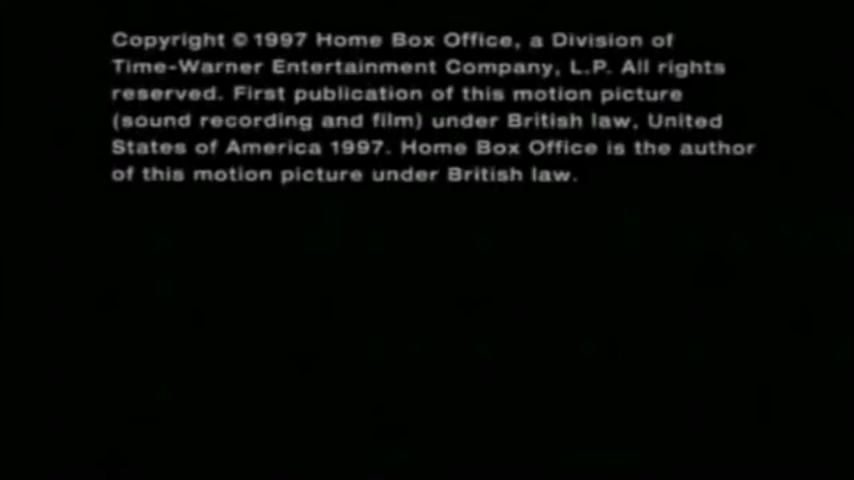 Copyright © 1997 Home Box Office, a Division of
Time-Warner Entertainment Company, L.P. All rights
reserved. First publication of this motion picture
(sound recording and film) under British law, United
States of America 1997. Home Box Office is the author
of this motion picture under British law.